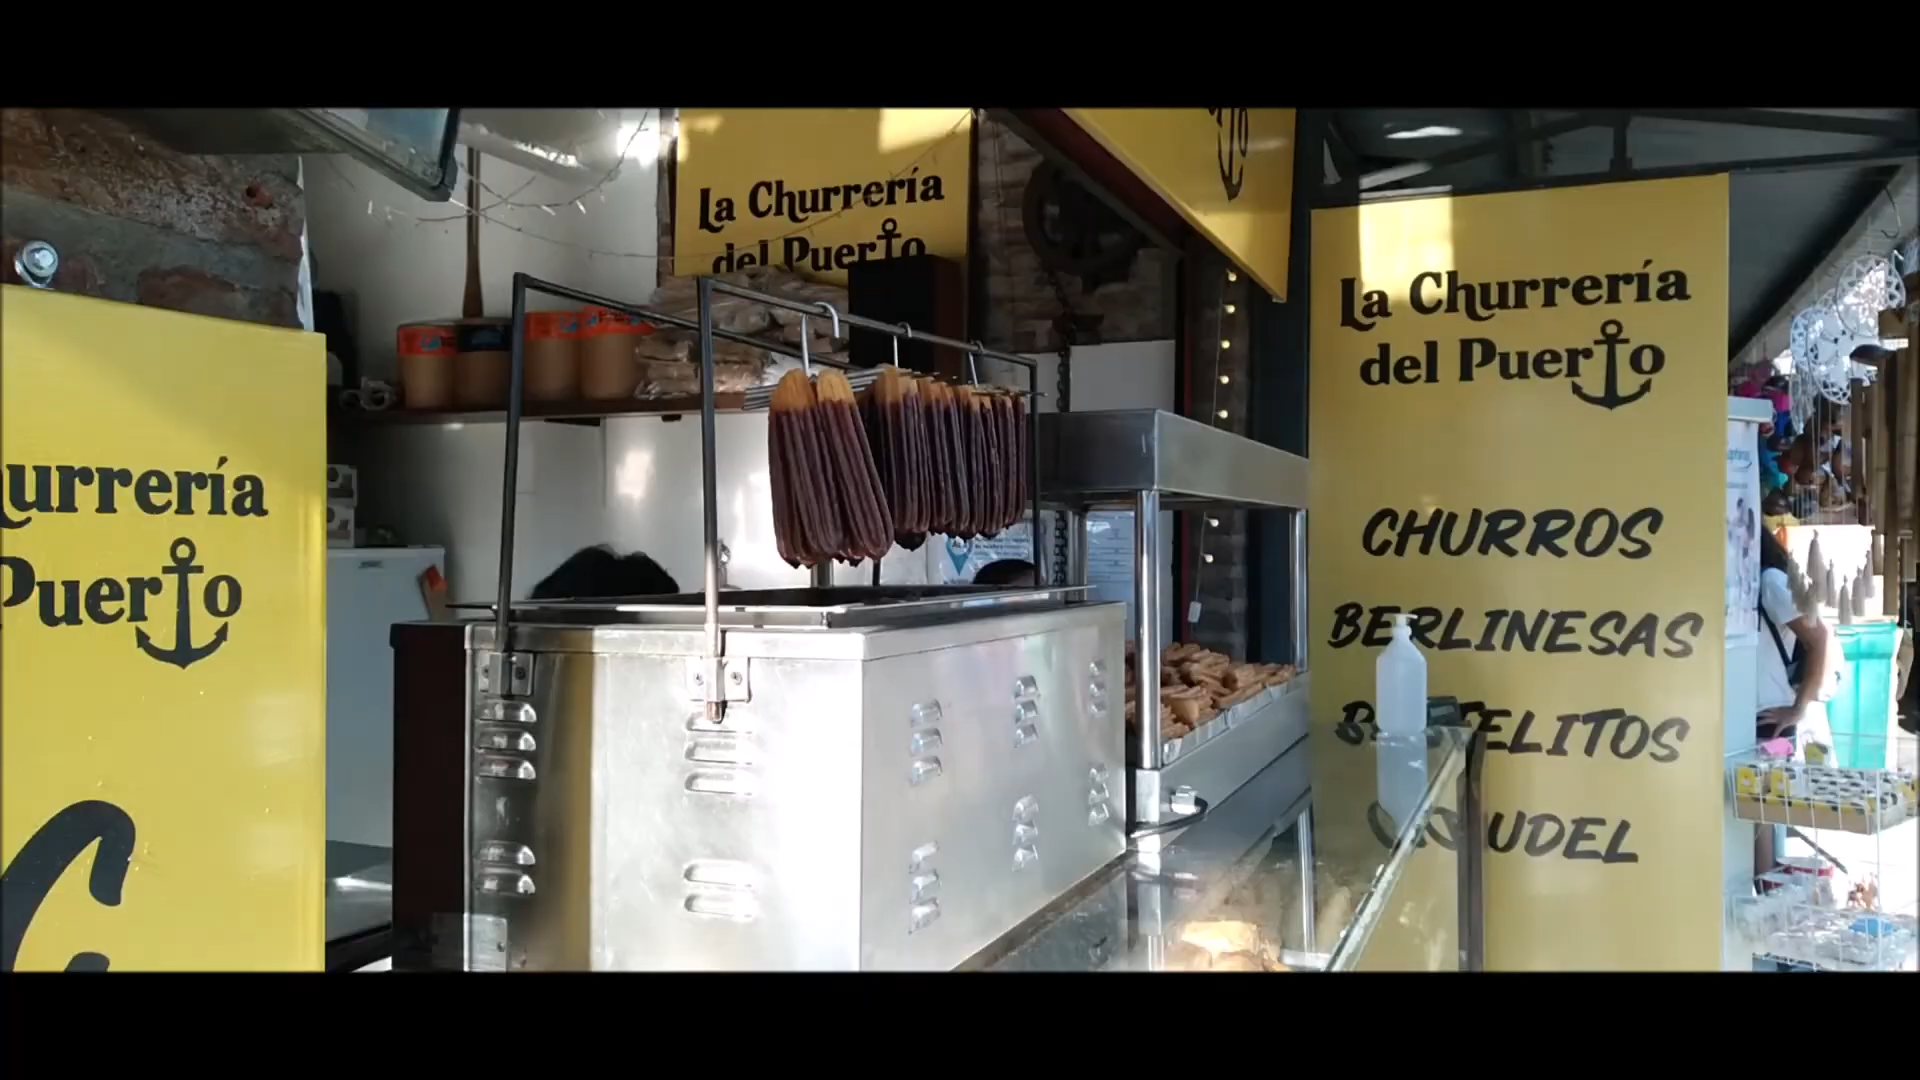 La Churrería
del Puerto
La Churrería
del Puerto
CHURROS
BERLINESAS
urrería
Puerto
C